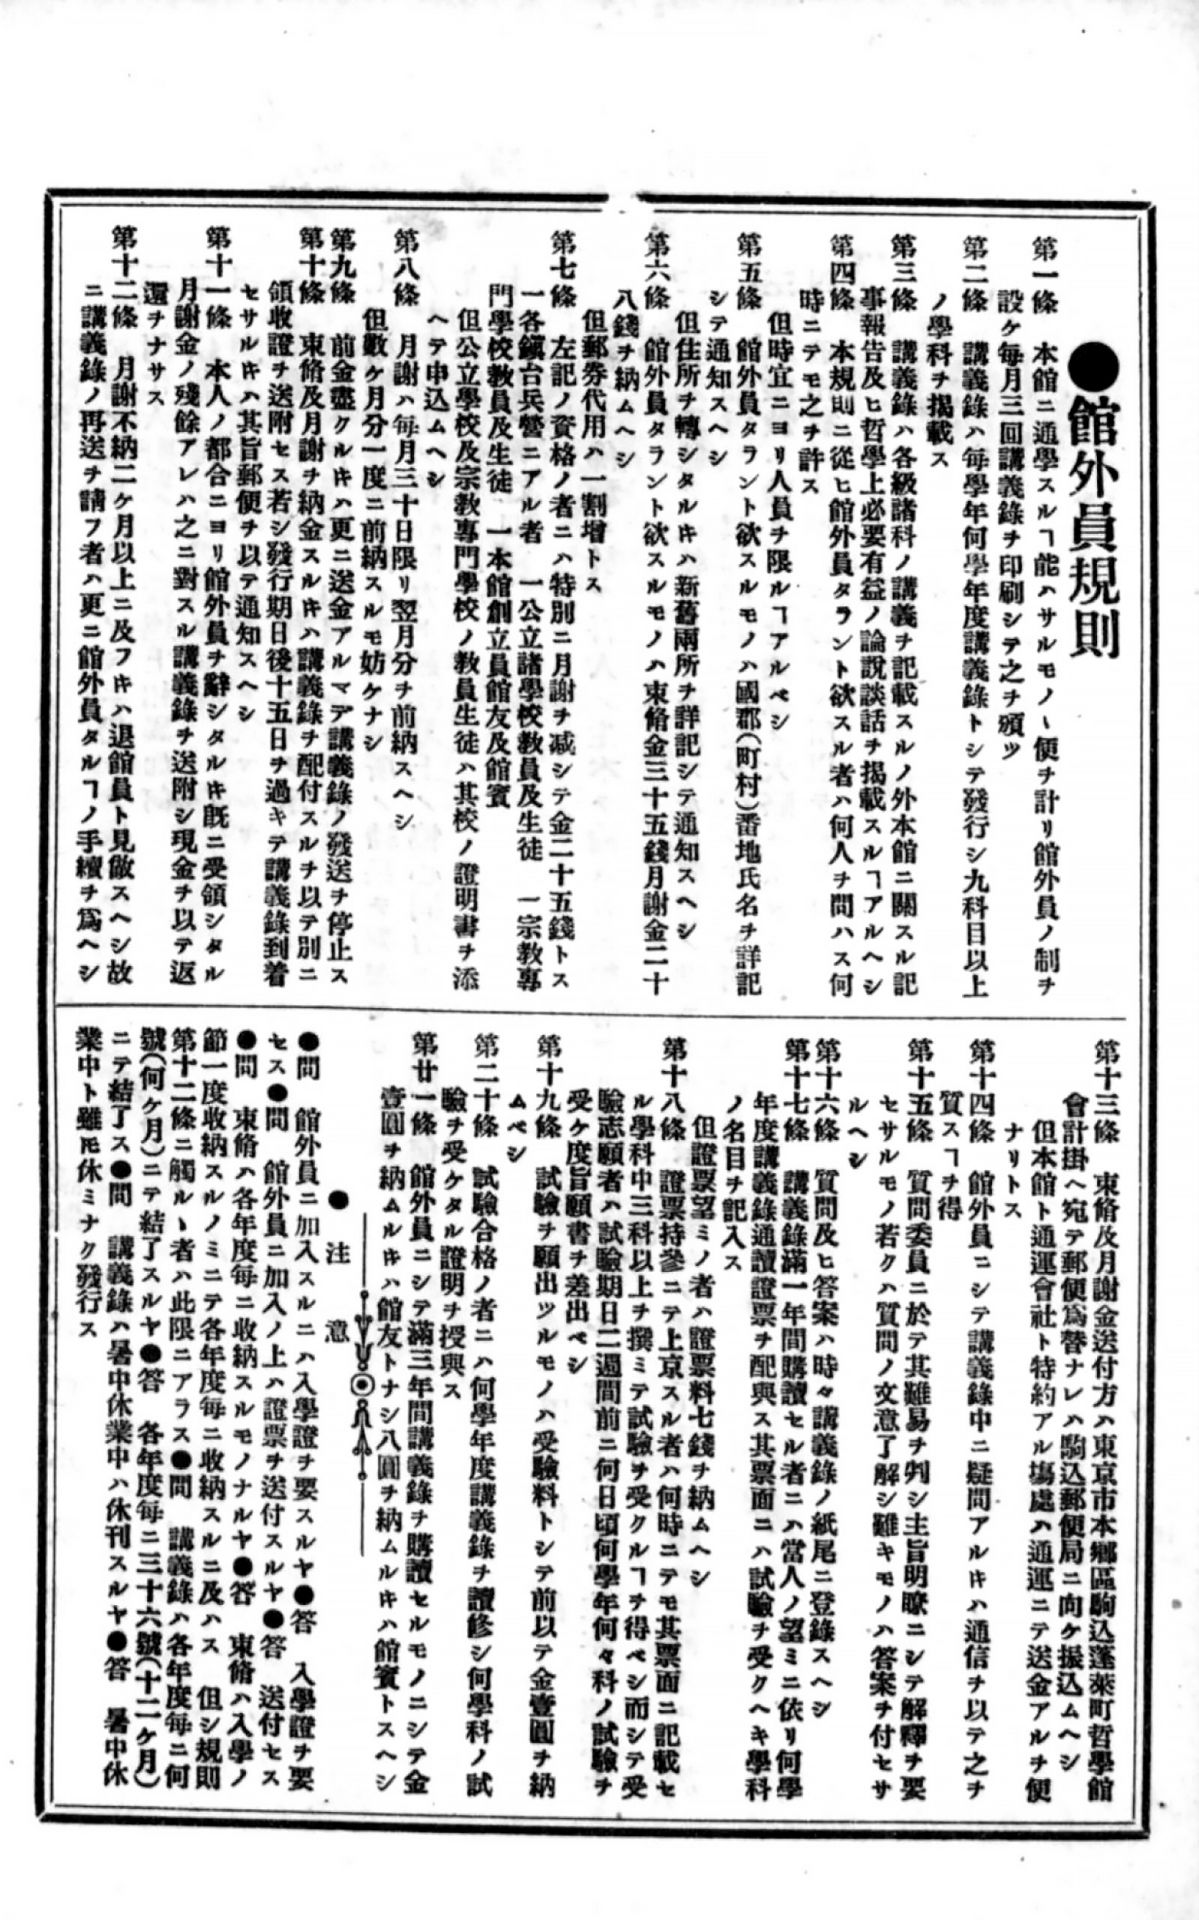 ●館外員規則
第一條　本館ニ通學スルヿ能ハサルモノヽ便ヲ計リ館外員ノ制ヲ
設ケ毎月三回講義錄ヲ印刷シテ之ヲ頒ツ
第二條　講義錄ハ毎學年何學年度講義錄トシテ發行シ九科目以上
ノ學科ヲ揭載ス
第三條　講義錄ハ各級諸科ノ講義ヲ記載スルノ外本館ニ關スル記
事報告及ヒ哲學上必要有益ノ論說談話ヲ揭載スルヿアルヘシ
第四條　本規則ニ從ヒ館外員タラント欲スル者ハ何人ヲ問ハス何
時ニテモ之ヲ許ス
但時宜ニヨリ人員ヲ限ルヿアルベシ
第五條　館外員タラント欲スルモノハ國郡(町村)番地氏名ヲ詳記
シテ通知スヘシ
但住所ヲ轉シタルキハ新舊兩所ヲ詳記シテ通知スヘシ
第六條　館外員タラント欲スルモノハ束脩金三十五錢月謝金二十
八錢ヲ納ムヘシ
但郵券代用ハ一割增トス
第七條　左記ノ資格ノ者ニハ特別ニ月謝ヲ减シテ金二十五錢トス
一各鎭台兵營ニアル者　一公立諸學校敎員及生徒　一宗敎專
門學校敎員及生徒　一本館創立員館友及館賓
但公立學校及宗敎專門學校ノ敎員生徒ハ其校ノ證明書ヲ添
ヘテ申込ムヘシ
第八條　月謝ハ每月三十日限リ翌月分ヲ前納スヘシ
但數ケ月分一度ニ前納スルモ妨ケナシ
第九條　前金盡クルキハ更ニ送金アルマデ講義錄ノ發送ヲ停止ス
第十條　束脩及月謝ヲ納金スルキハ講義錄ヲ配付スルヲ以テ別ニ
領收證ヲ送附セス若シ發行期日後十五日ヲ過キテ講義錄到着
セサルキハ其旨郵便ヲ以テ通知スヘシ
第十一條　本人ノ都合ニヨリ館外員ヲ辭シタルキ既ニ受領シタル
月謝金ノ殘餘アレハ之ニ對スル講義錄ヲ送附シ現金ヲ以テ返
還ヲナサス
第十二條　月謝不納二ケ月以上ニ及フキハ退館員ト見做スヘシ故
ニ講義錄ノ再送ヲ請フ者ハ更ニ館外員タルヿノ手續ヲ爲ヘシ
第十三條　束脩及月謝金送付方ハ東京市本鄕區駒込蓬萊町哲學館
會計掛ヘ宛テ郵便爲替ナレハ駒込郵便局ニ向ケ振込ムヘシ
但本館ト通運會社ト特約アル塲處ハ通運ニテ送金アルヲ便
ナリトス
第十四條　館外員ニシテ講義錄中ニ疑問アルキハ通信ヲ以テ之ヲ
質スヿヲ得
第十五條　質問委員ニ於テ其難易ヲ判シ主旨明瞭ニシテ解釋ヲ要
セサルモノ若クハ質問ノ文意了解シ難キモノハ答案ヲ付セサ
ルヘシ
第十六條　質問及ヒ答案ハ時々講義錄ノ紙尾ニ登錄スヘシ
第十七條　講義錄滿一年間購讀セル者ニハ當人ノ望ミニ依リ何學
年度講義錄通讀證票ヲ配與ス其票面ニハ試驗ヲ受クヘキ學科
ノ名目ヲ記入ス
但證票望ミノ者ハ證票料七錢ヲ納ムヘシ
第十八條　證票持參ニテ上京スル者ハ何時ニテモ其票面ニ記載セ
ル學科中三科以上ヲ撰ミテ試驗ヲ受クルヿヲ得ベシ而シテ受
驗志願者ハ試驗期日二週間前ニ何日頃何學年何々科ノ試驗ヲ
受ケ度旨願書ヲ差出ベシ
第十九條　試驗ヲ願出ツルモノハ受驗料トシテ前以テ金壹圓ヲ納
ムベシ
第二十條　試驗合格ノ者ニハ何學年度講義錄ヲ讀修シ何學科ノ試
驗ヲ受ケタル證明ヲ授與ス
第廿一條　館外員ニシテ滿三年間講義錄ヲ購讀セルモノニシテ金
壹圓ヲ納ムルキハ館友トナシ八圓ヲ納ムルキハ館賓トスヘシ
●注意
●問　館外員ニ加入スルニハ入學證ヲ要スルヤ●答　入學證ヲ要
セス●問　館外員ニ加入ノ上ハ證票ヲ送付スルヤ●答　送付セス
●問　束脩ハ各年度每ニ收納スルモノナルヤ●答　束脩ハ入學ノ
節一度收納スルノミニテ各年度每ニ收納スルニ及ハス　但シ規則
第十二條ニ觸ルヽ者ハ此限ニアラス●問　講義錄ハ各年度每ニ何
號(何ケ月)ニテ結了スルヤ●答　各年度每ニ三十六號(十二ケ月)
ニテ結了ス●問　講義錄ハ暑中休業中ハ休刊スルヤ●答　暑中休
業中ト雖モ休ミナク發行ス